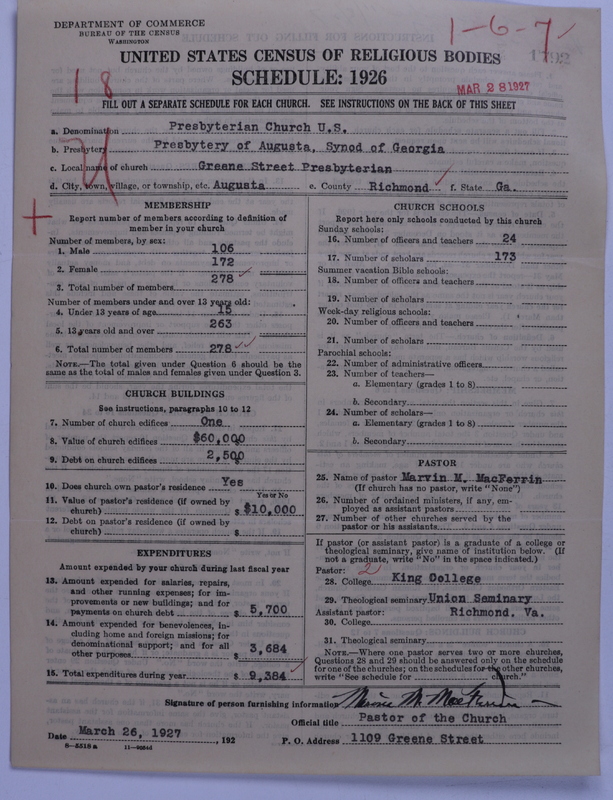 DEPARTMENT OF COMMERCE
BUREAU OF THE CENSUS
WASHINGTON
1-6-7
1792
UNITED STATES CENSUS OF RELIGIOUS BODIES
SCHEDULE: 1926
MAR 28 1927
18
FILL OUT A SEPARATE SCHEDULE FOR EACH CHURCH. SEE INSTRUCTIONS ON THE BACK OF THIS SHEET
a. Denomination Presbyterian Church U.S.
b. Presbytery Presbytery of Augusta, Synod of Georgia
c. Local name of church Greene Street Presbyterian
d. City, town, village, or township, etc. Augusta e. County Richmond f. State Ga.
MEMBERSHIP
Report number of members according to definition of
member in your church
Number of members, by sex:
1. Male 106
2. Female 172
3. Total number of members 278
Number of members under and over 13 years old:
4. Under 13 years of age 15
5. 13 years old and over 263
6. Total number of members 278
NOTE.—The total given under Question 6 should be the
same as the total of males and females given under Question 3.
CHURCH BUILDINGS
See instructions, paragraphs 10 to 12
7. Number of church edifices One
8. Value of church edifices $60,000
9. Debt on church edifices 2,500
10. Does church own pastor's residence Yes
Yes or No
11. Value of pastor's residence (if owned by
church) $ $10,000
12. Debt on pastor's residence (if owned by
church) $
EXPENDITURES
Amount expended by your church during last fiscal year
13. Amount expended for salaries, repairs,
and other running expenses; for im-
provements or new buildings; and for
payments on church debt $ 5,700
14. Amount expended for benevolences, in-
cluding home and foreign missions; for
denominational support; and for all
other purposes $ 3,684
15. Total expenditures during year $ 9,384
CHURCH SCHOOLS
Report here only schools conducted by this church
Sunday schools:
16. Number of officers and teachers 24
17. Number of scholars 173
Summer vacation Bible schools:
18. Number of officers and teachers
19. Number of scholars
Week-day religious schools:
20. Number of officers and teachers
21. Number of scholars
Parochial schools:
22. Number of administrative officers
23. Number of teachers—
a. Elementary (grades 1 to 8)
b. Secondary
24. Number of scholars—
a. Elementary (grades 1 to 8)
b. Secondary
PASTOR
25. Name of pastor Marvin M. MacFerrin
(If church has no pastor, write "None")
26. Number of ordained ministers, if any, em-
ployed as assistant pastors
27. Number of other churches served by the
pastor or his assistants
If pastor (or assistant pastor) is a graduate of a college or
theological seminary, give name of institution below. (If
not a graduate, write "No" in the space indicated.)
Pastor: 2
28. College King College
29. Theological seminary Union Seminary
Assistant pastor: Richmond. Va.
30. College
31. Theological seminary
NOTE.—Where one pastor serves two or more churches,
Questions 28 and 29 should be answered only on the schedule
for one of the churches; on the schedules for the other churches,
write "See schedule for church."
Signature of person furnishing information
Official title Pastor of the Church
Date March 26, 1927, 192 P. O. Address 1109 Greene Street
8-5518 a